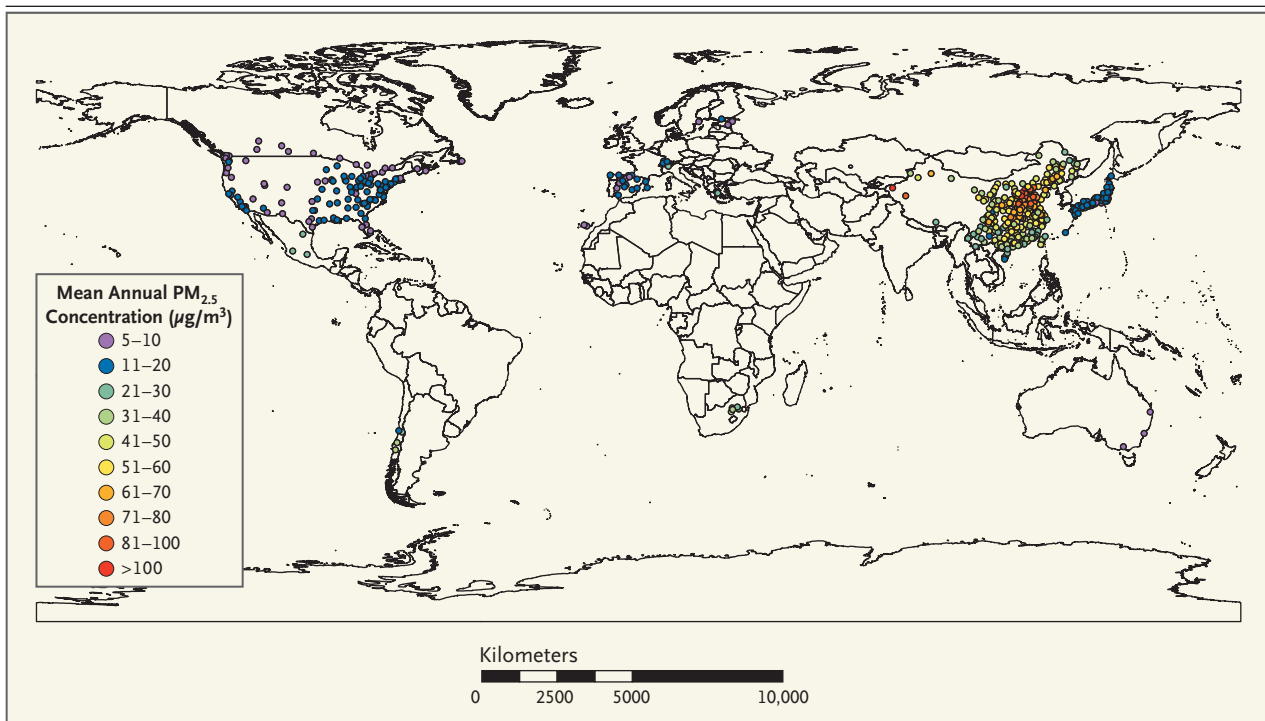 Mean Annual PM2.5
Concentration (µg/m³)
5–10
11–20
21–30
31–40
41–50
51–60
61–70
71–80
81–100
>100
Kilometers
0 2500 5000 10,000